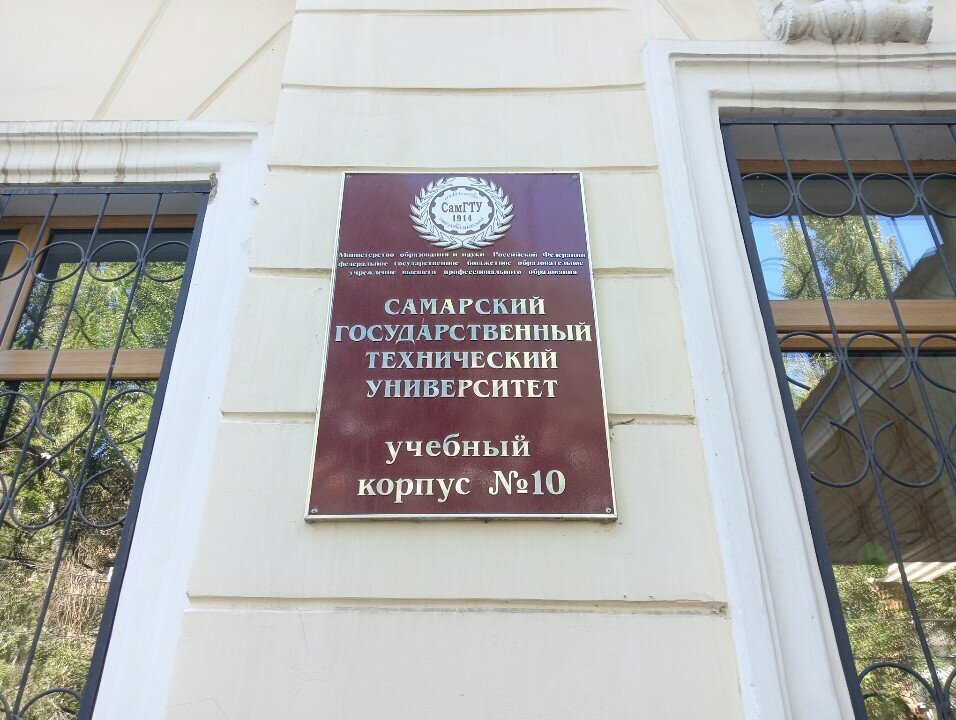 СамГТУ
1914
Министерство образования и науки Российской Федерации
федеральное государственное бюджетное образовательное
учреждение высшего профессионального образования
САМАРСКИЙ
ГОСУДАРСТВЕННЫЙ
ТЕХНИЧЕСКИЙ
УНИВЕРСИТЕТ
учебный
корпус №10